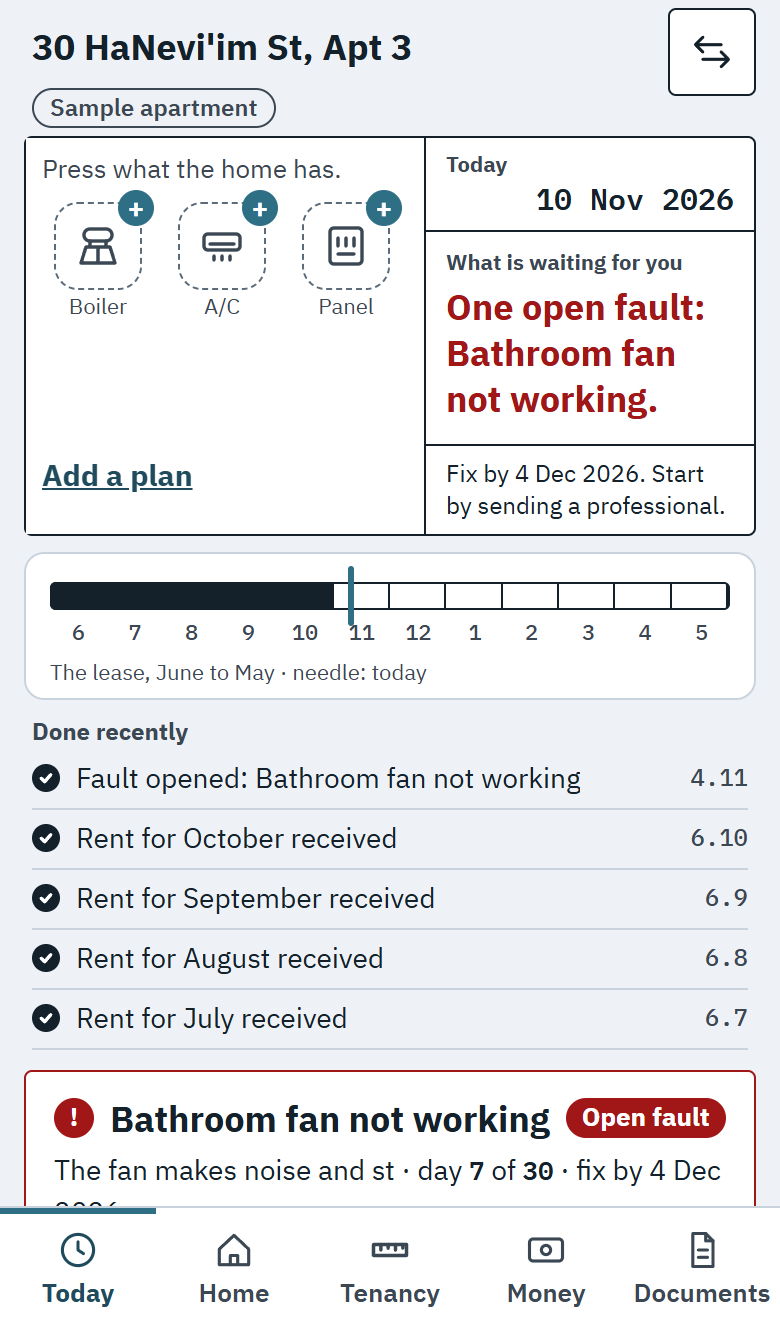 30 HaNevi'im St, Apt 3
Sample apartment
Press what the home has.
Boiler
A/C
Panel
Add a plan
Today
10 Nov 2026
What is waiting for you
One open fault:
Bathroom fan
not working.
Fix by 4 Dec 2026. Start
by sending a professional.
6 7 8 9 10 11 12 1 2 3 4 5
The lease, June to May · needle: today
Done recently
Fault opened: Bathroom fan not working 4.11
Rent for October received 6.10
Rent for September received 6.9
Rent for August received 6.8
Rent for July received 6.7
! Bathroom fan not working Open fault
The fan makes noise and st · day 7 of 30 · fix by 4 Dec
Today Home Tenancy Money Documents